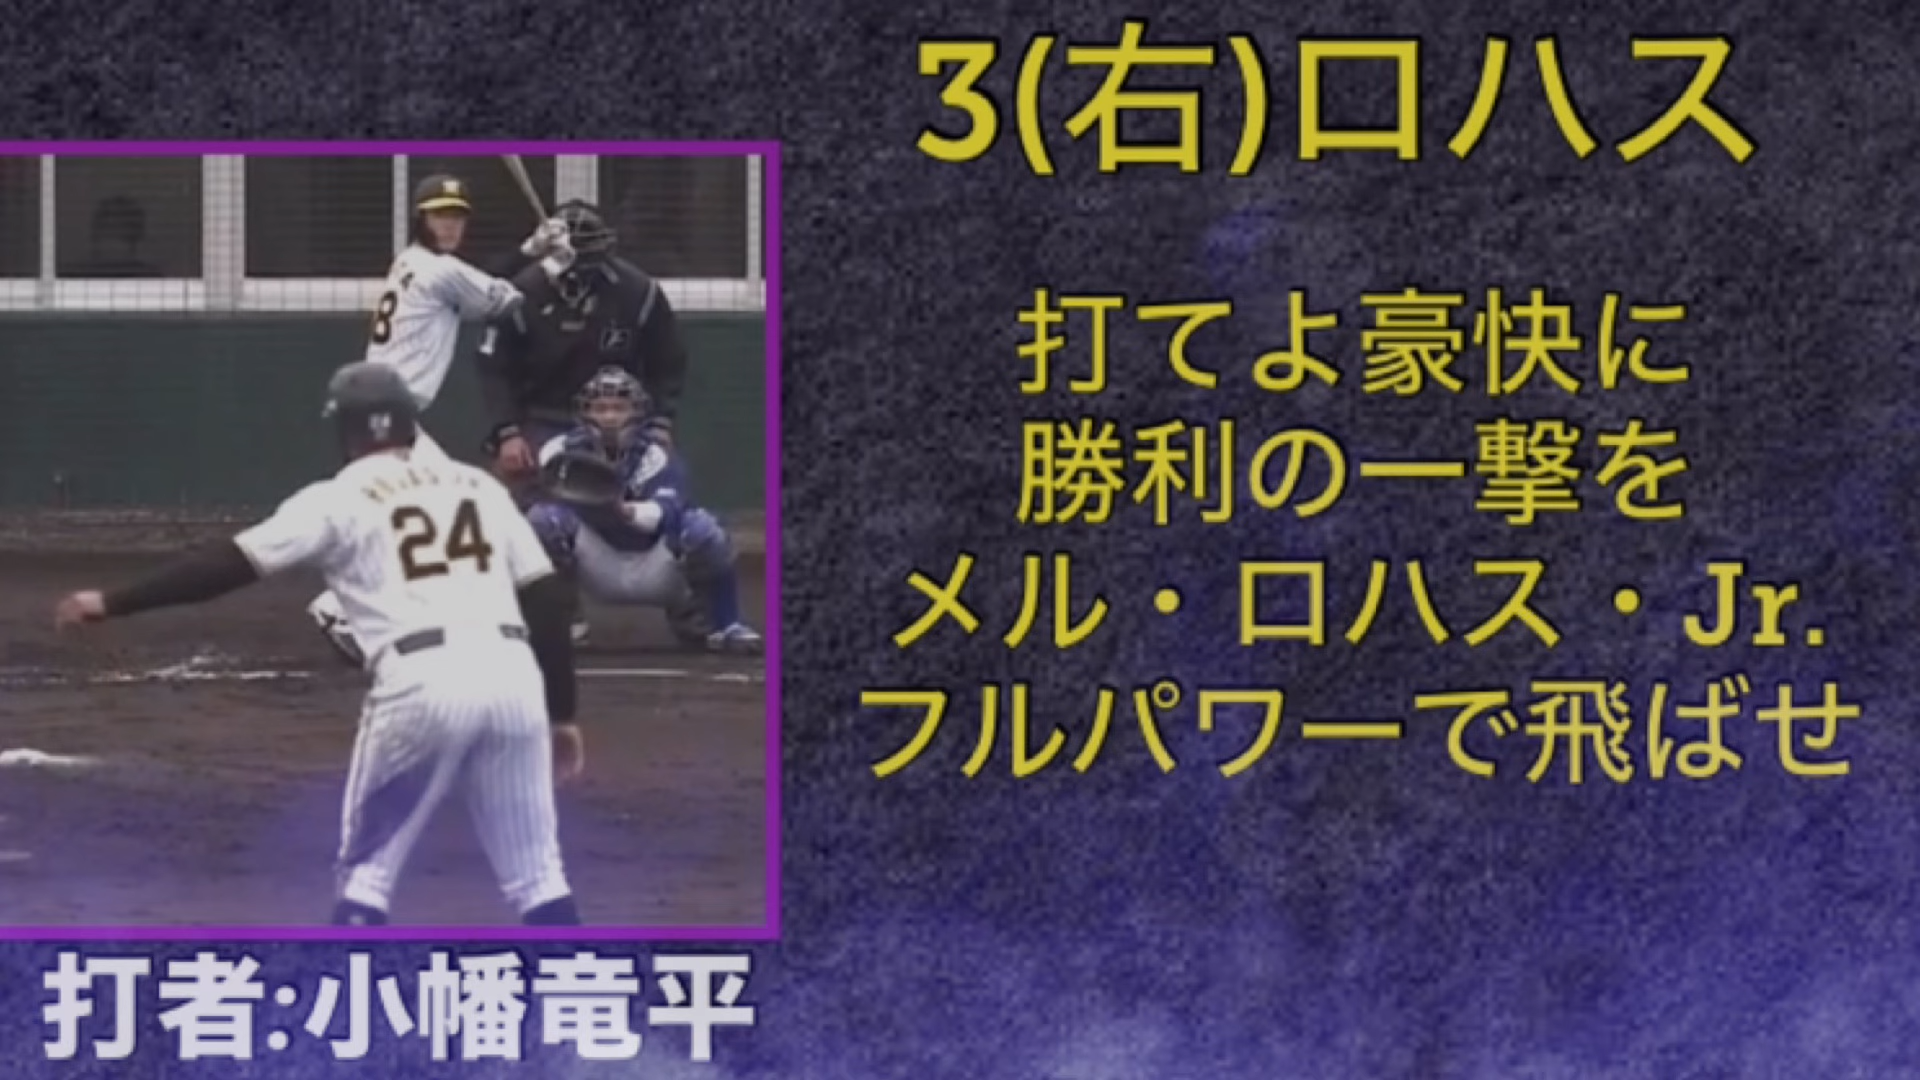 3(右)ロハス
打てよ豪快に
勝利の一撃を
メル・ロハス・Jr.
フルパワーで飛ばせ
8
24
打者:小幡竜平